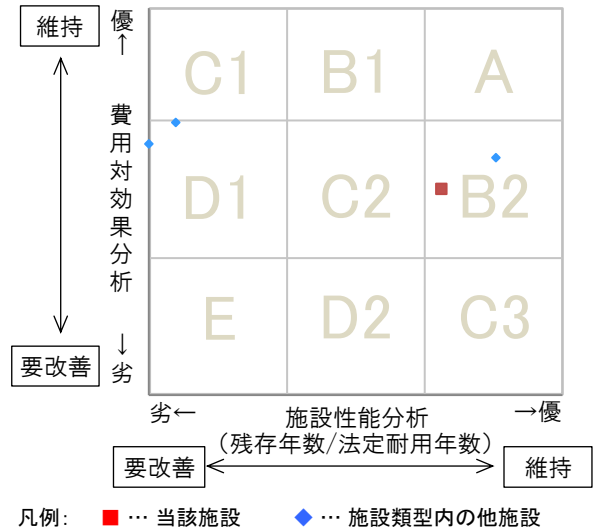 維持
優↑
費用対効果分析
↓劣
要改善
C1 B1 A
D1 C2 B2
E D2 C3
劣← 施設性能分析 →優
（残存年数/法定耐用年数）
要改善 維持
凡例： ■ … 当該施設 ◆ … 施設類型内の他施設